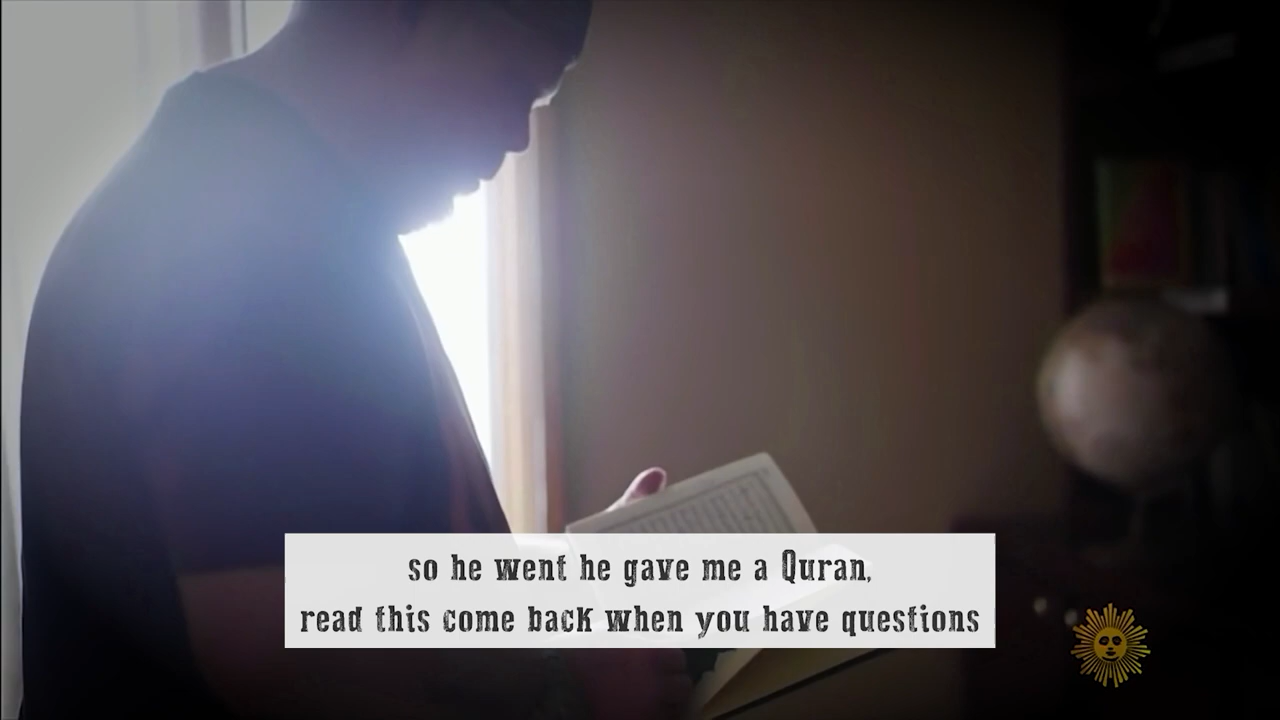 so he went he gave me a Quran,
read this come back when you have questions